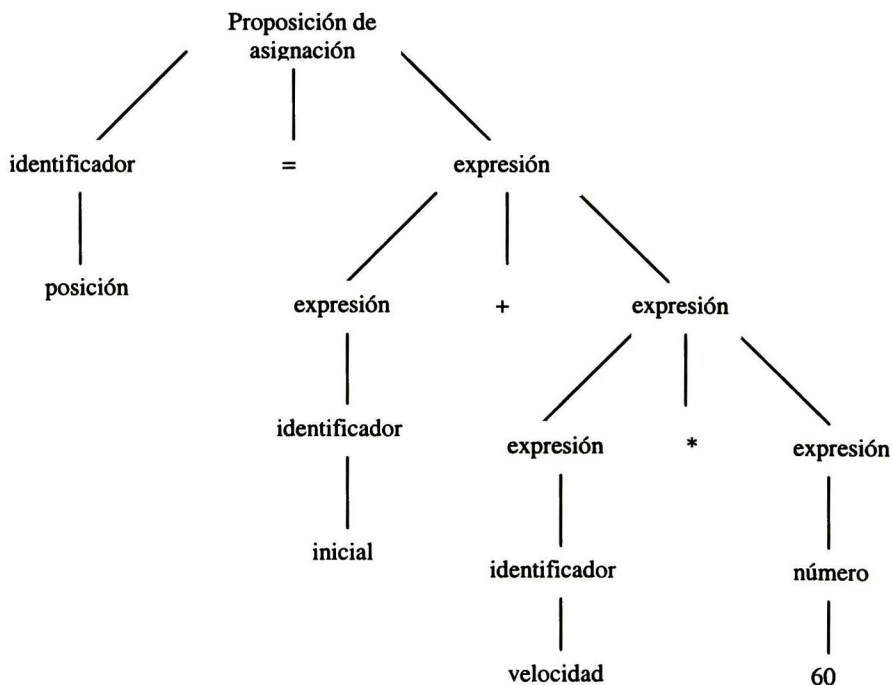 Proposición de
asignación
identificador = expresión
posición
expresión + expresión
identificador
expresión * expresión
inicial
identificador número
velocidad 60